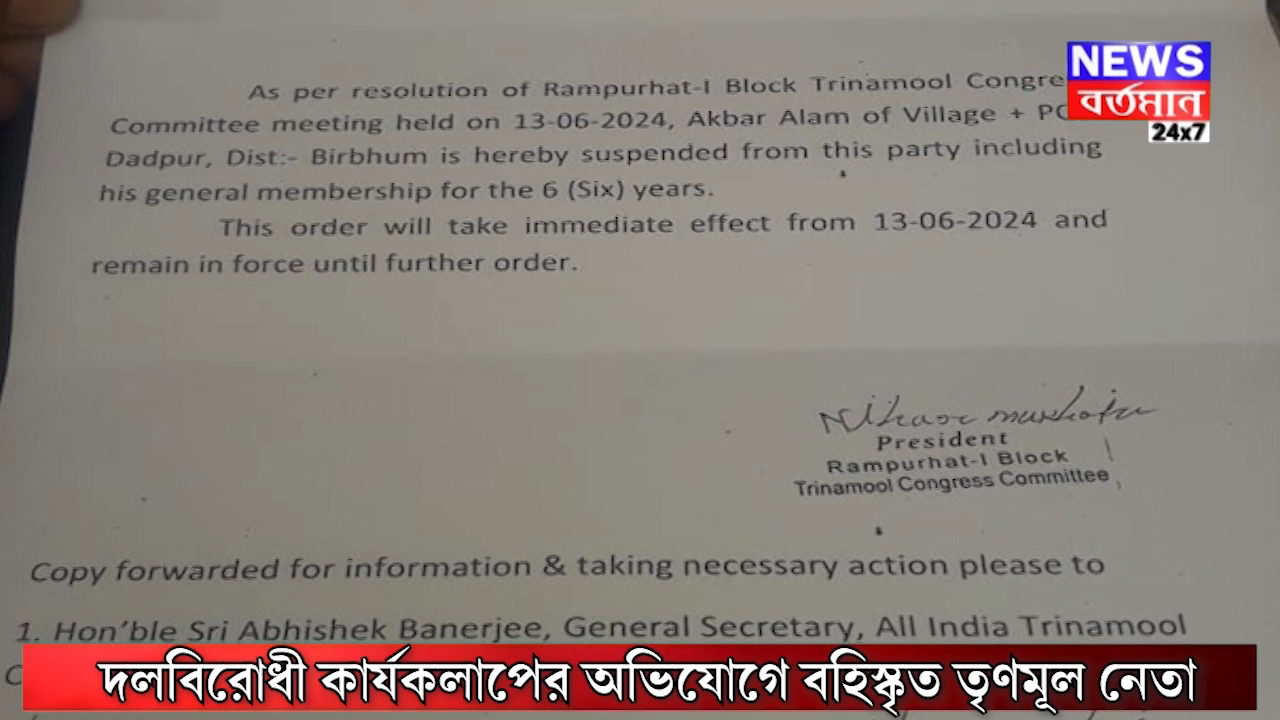 NEWS
বর্তমান
24x7
As per resolution of Rampurhat-I Block Trinamool
Committee meeting held on 13-06-2024, Akbar Alam of Village +
Dadpur, Dist:- Birbhum is hereby suspended from this party including
his general membership for the 6 (Six) years.
This order will take immediate effect from 13-06-2024 and
remain in force until further order.
President
Rampurhat-I Block
Trinamool Congress Committee
Copy forwarded for information & taking necessary action please to
1. Hon'ble Sri Abhishek Banerjee, General Secretary, All India Trinamool
দলবিরোধী কার্যকলাপের অভিযোগে বহিস্কৃত তৃণমূল নেতা